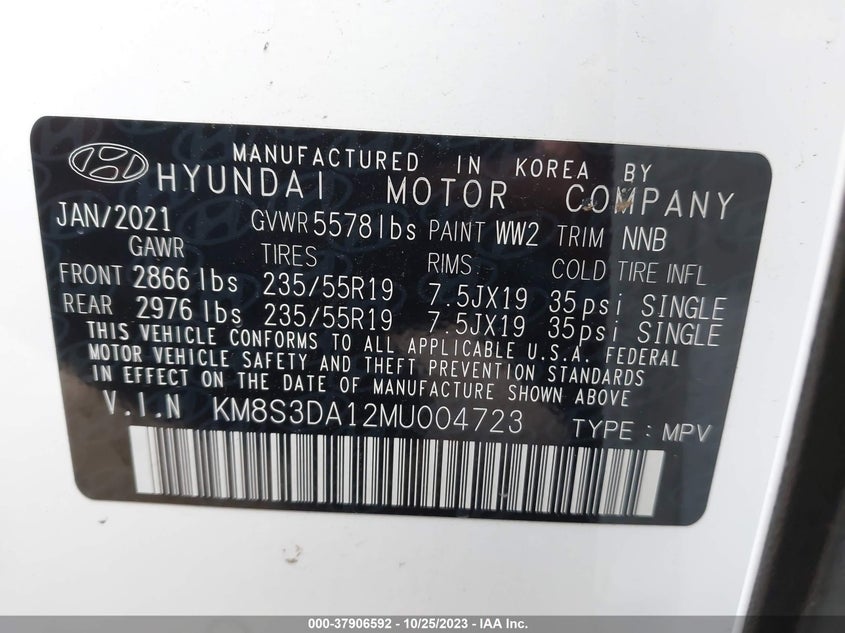 MANUFACTURED IN KOREA BY
HYUNDAI MOTOR COMPANY
JAN/2021 GVWR 5578lbs PAINT WW2 TRIM NNB
GAWR TIRES RIMS COLD TIRE INFL
FRONT 2866 lbs 235/55R19 7.5JX19 35psi SINGLE
REAR 2976 lbs 235/55R19 7.5JX19 35psi SINGLE
THIS VEHICLE CONFORMS TO ALL APPLICABLE U.S.A. FEDERAL
MOTOR VEHICLE SAFETY AND THEFT PREVENTION STANDARDS
IN EFFECT ON THE DATE OF MANUFACTURE SHOWN ABOVE
V.I.N KM8S3DA12MU004723 TYPE : MPV
000-37906592 - 10/25/2023 - IAA Inc.